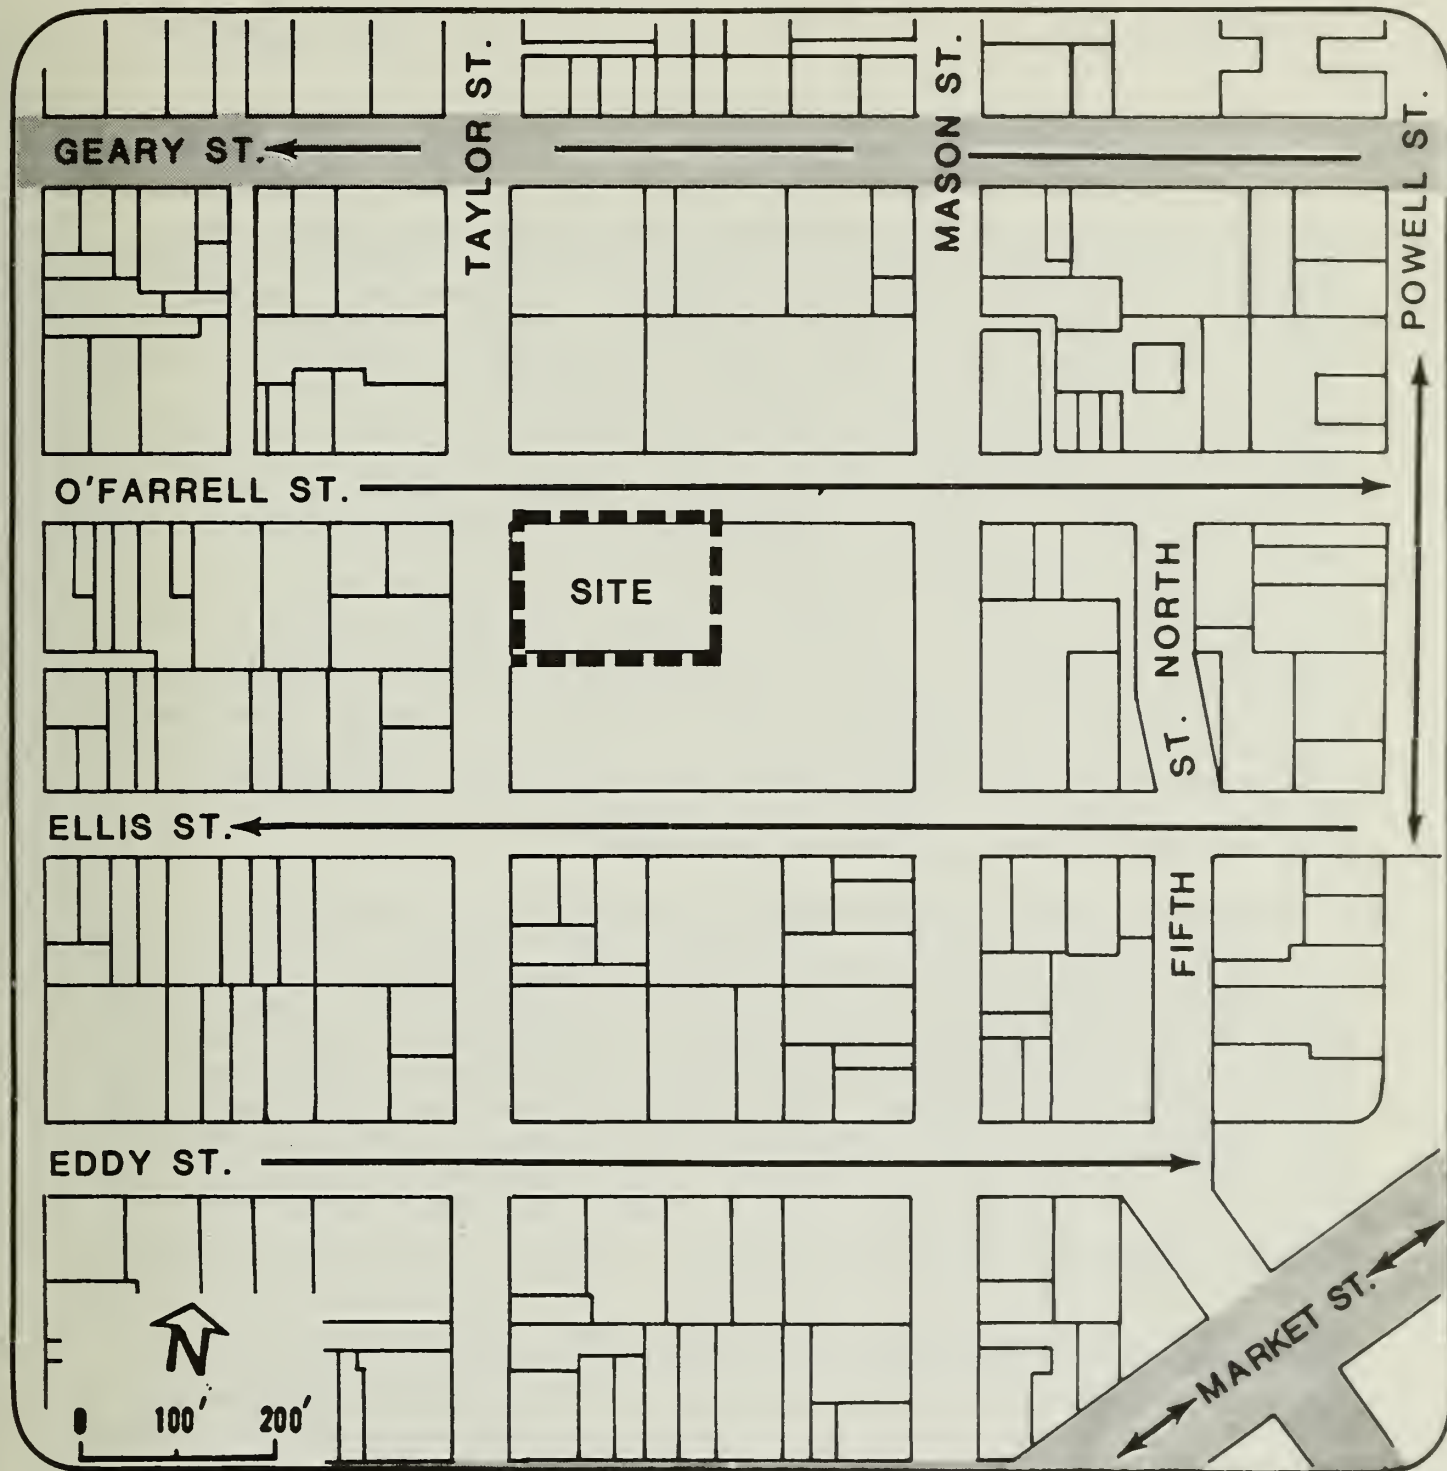 TAYLOR ST.
MASON ST.
POWELL ST.
GEARY ST.
O'FARRELL ST.
SITE
FIFTH ST. NORTH
ELLIS ST.
EDDY ST.
MARKET ST.
N
0 100' 200'